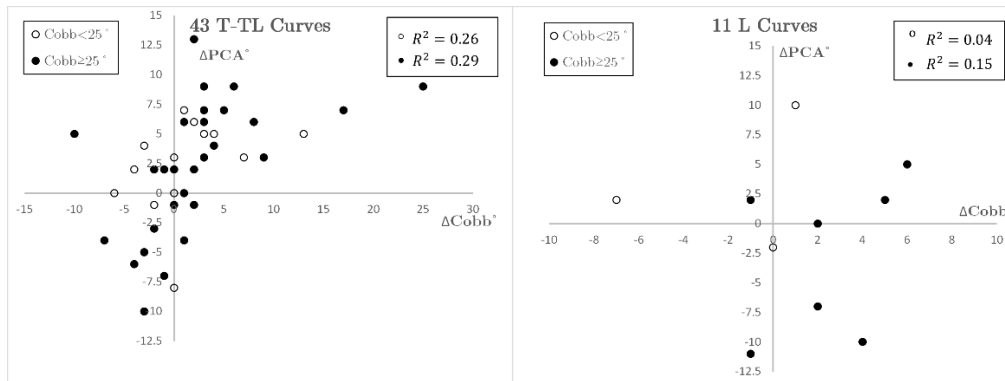 43 T-TL Curves
Cobb<25°
Cobb≥25°
R² = 0.26
R² = 0.29
ΔPCA°
15
12.5
10
7.5
5
2.5
0
-2.5
-5
-7.5
-10
-12.5
-15 -10 -5 0 5 10 15 20 25 30
ΔCobb°
11 L Curves
Cobb<25°
Cobb≥25°
R² = 0.04
R² = 0.15
ΔPCA°
15
12.5
10
7.5
5
2.5
0
-2.5
-5
-7.5
-10
-12.5
-10 -8 -6 -4 -2 0 2 4 6 8 10
ΔCobb